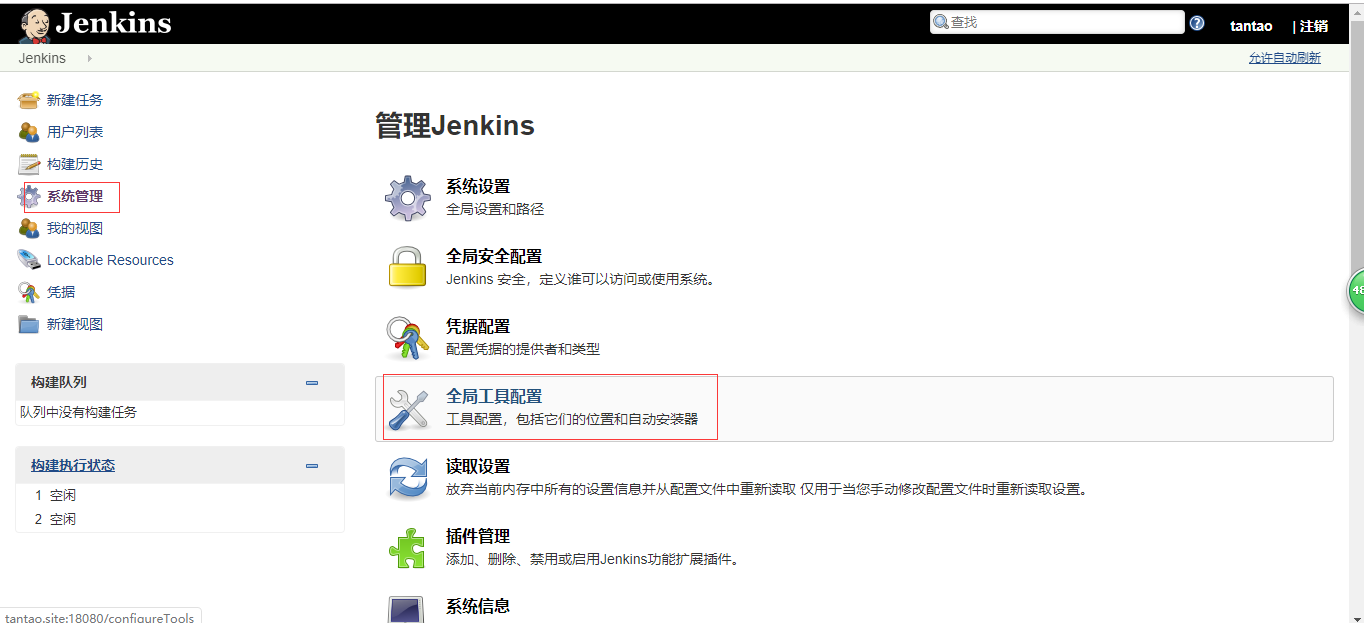 Jenkins
查找
tantao
| 注销
Jenkins
允许自动刷新
新建任务
用户列表
构建历史
系统管理
我的视图
Lockable Resources
凭据
新建视图
构建队列
队列中没有构建任务
构建执行状态
1 空闲
2 空闲
管理Jenkins
系统设置
全局设置和路径
全局安全配置
Jenkins 安全，定义谁可以访问或使用系统。
凭据配置
配置凭据的提供者和类型
全局工具配置
工具配置，包括它们的位置和自动安装器
读取设置
放弃当前内存中所有的设置信息并从配置文件中重新读取 仅用于当您手动修改配置文件时重新读取设置。
插件管理
添加、删除、禁用或启用Jenkins功能扩展插件。
系统信息
48
tantao.site:18080/configureTools